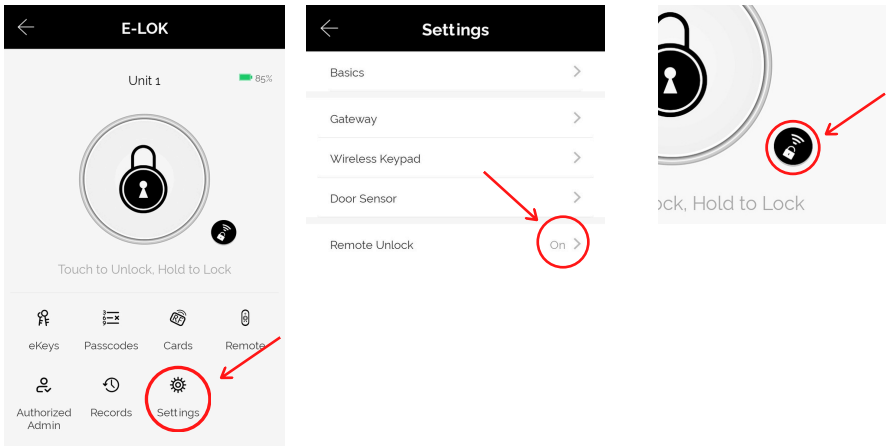 E-LOK
Unit 1
85%
Touch to Unlock, Hold to Lock
eKeys
Passcodes
Cards
Remote
Authorized
Admin
Records
Settings
Settings
Basics
Gateway
Wireless Keypad
Door Sensor
Remote Unlock
On
ock, Hold to Lock